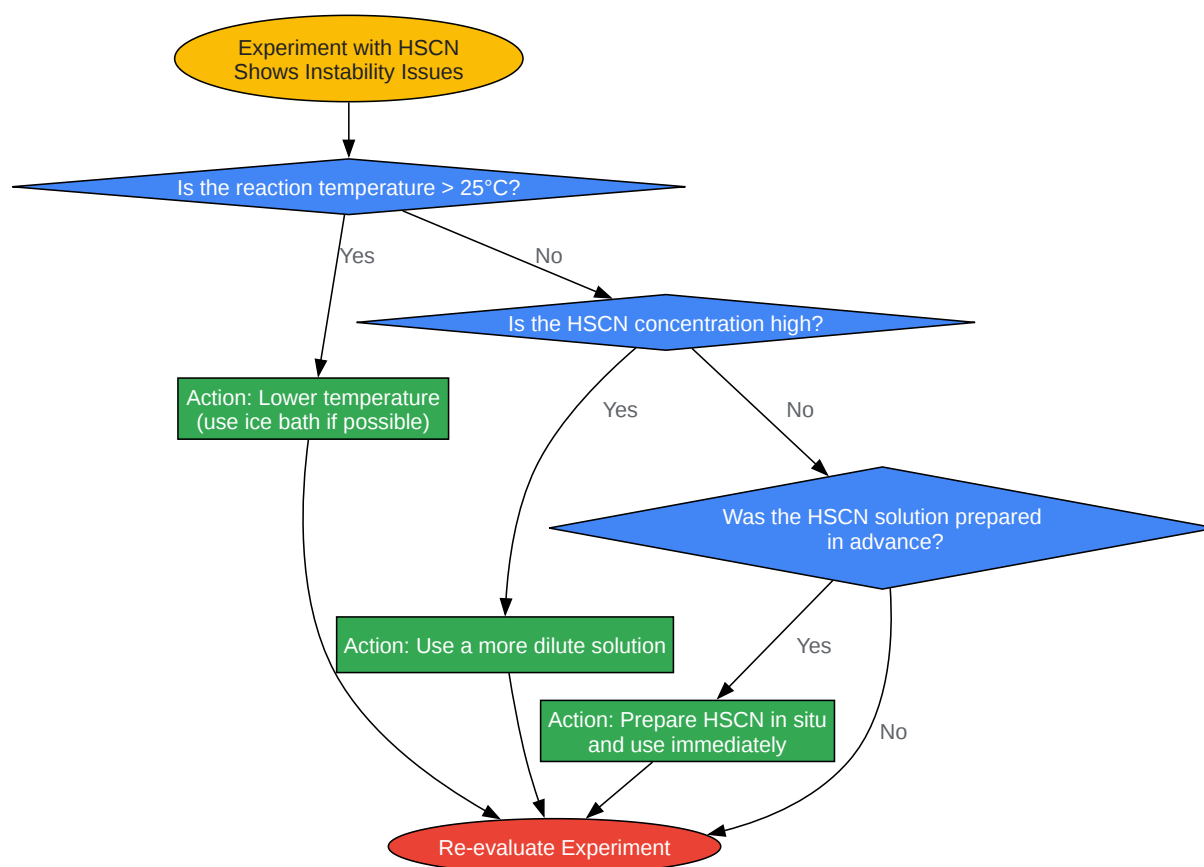 Experiment with HSCN
Shows Instability Issues
Is the reaction temperature > 25°C?
Yes
No
Is the HSCN concentration high?
Action: Lower temperature
(use ice bath if possible)
Yes
No
Was the HSCN solution prepared
in advance?
Action: Use a more dilute solution
Yes
Action: Prepare HSCN in situ
and use immediately
No
Re-evaluate Experiment